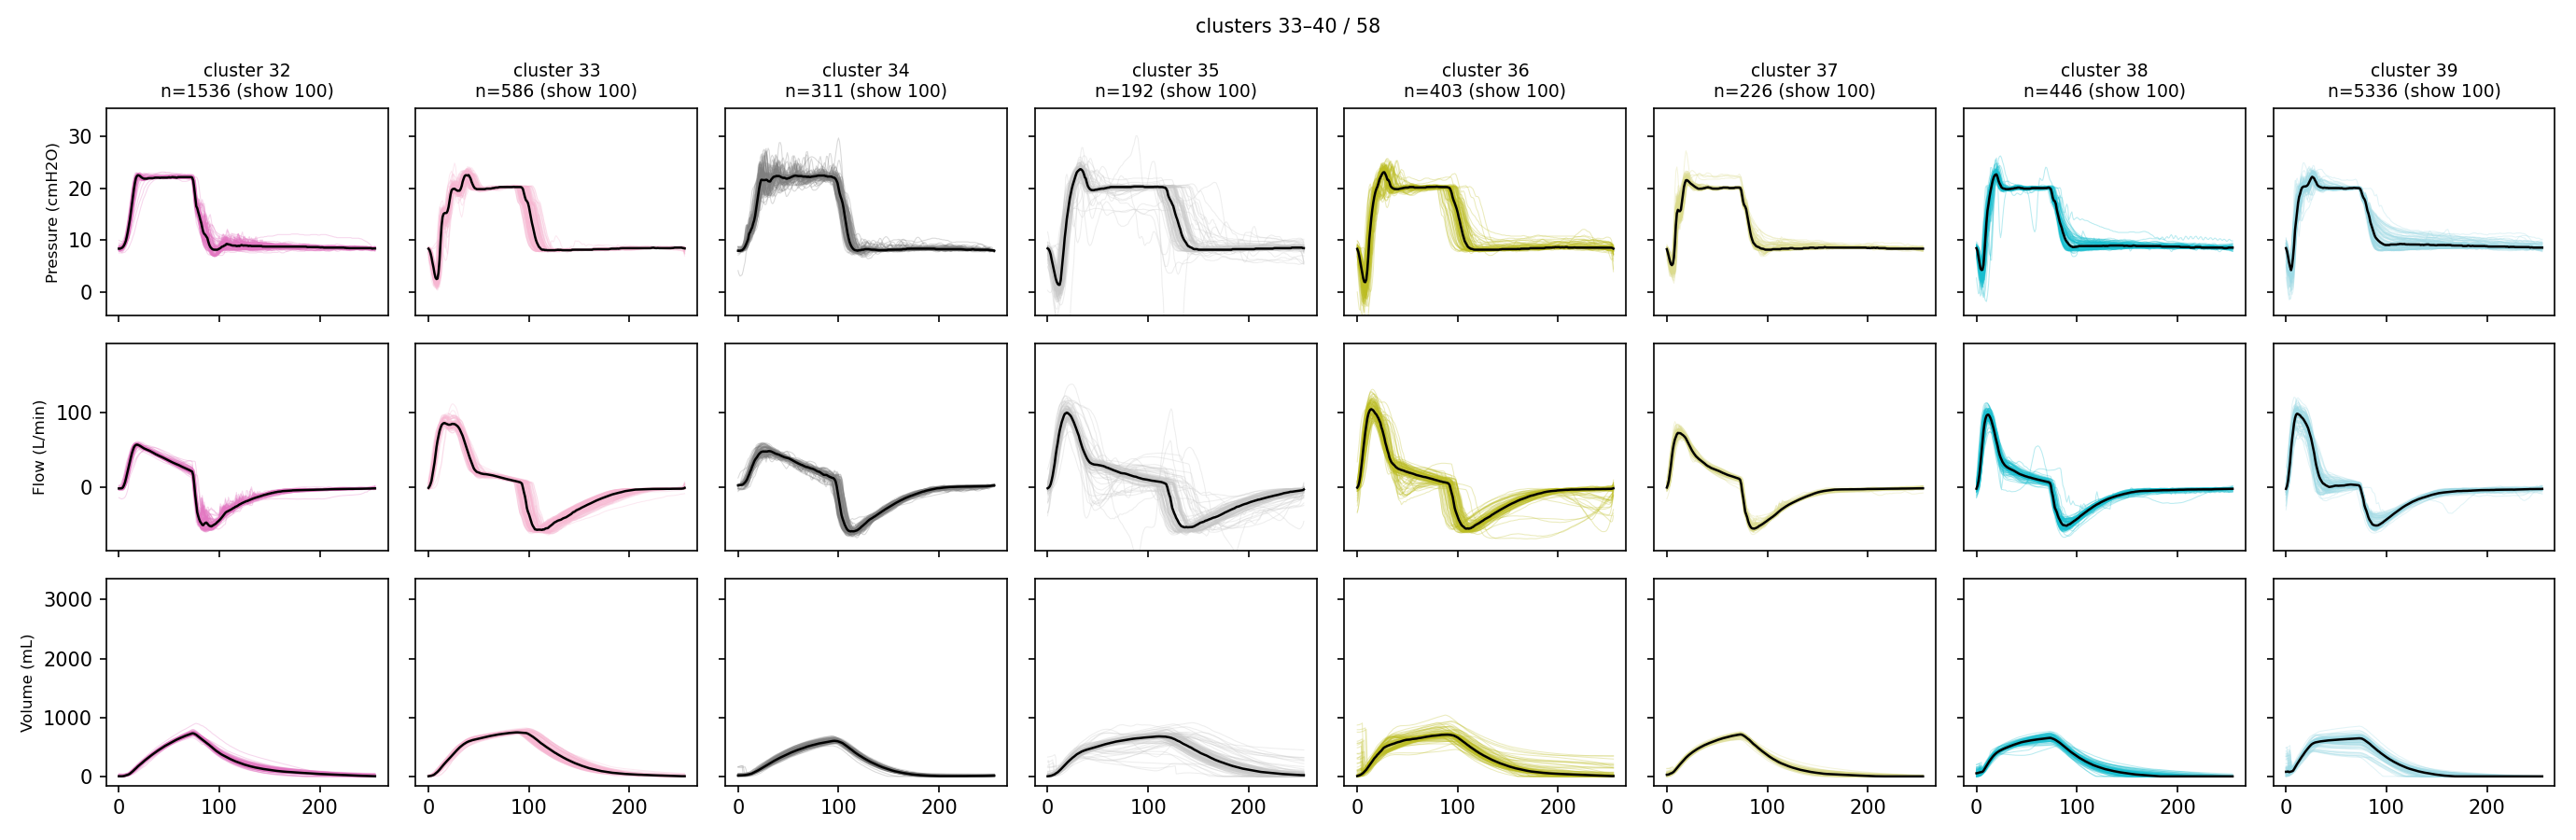 clusters 33–40 / 58
cluster 32
n=1536 (show 100)
cluster 33
n=586 (show 100)
cluster 34
n=311 (show 100)
cluster 35
n=192 (show 100)
cluster 36
n=403 (show 100)
cluster 37
n=226 (show 100)
cluster 38
n=446 (show 100)
cluster 39
n=5336 (show 100)
Pressure (cmH2O)
30
20
10
0
Flow (L/min)
100
0
Volume (mL)
3000
2000
1000
0
0 100 200
0 100 200
0 100 200
0 100 200
0 100 200
0 100 200
0 100 200
0 100 200